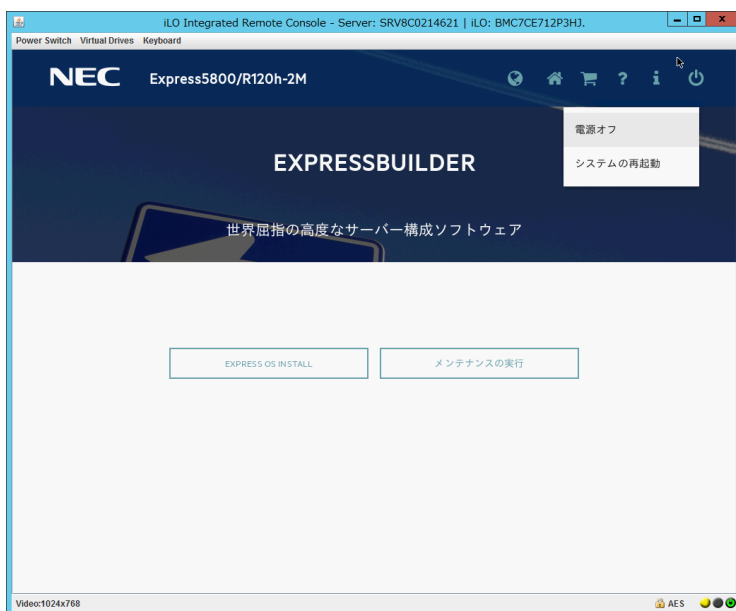 iLO Integrated Remote Console - Server: SRV8C0214621 | iLO: BMC7CE712P3HJ.
Power Switch Virtual Drives Keyboard
NEC Express5800/R120h-2M
電源オフ
システムの再起動
EXPRESSBUILDER
世界屈指の高度なサーバー構成ソフトウェア
EXPRESS OS INSTALL メンテナンスの実行
Video:1024x768 AES